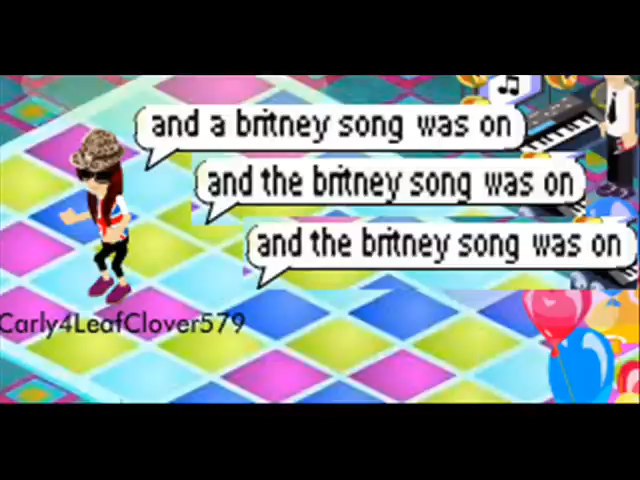 and a britney song was on
and the britney song was on
and the britney song was on
Carly4LeafClover579